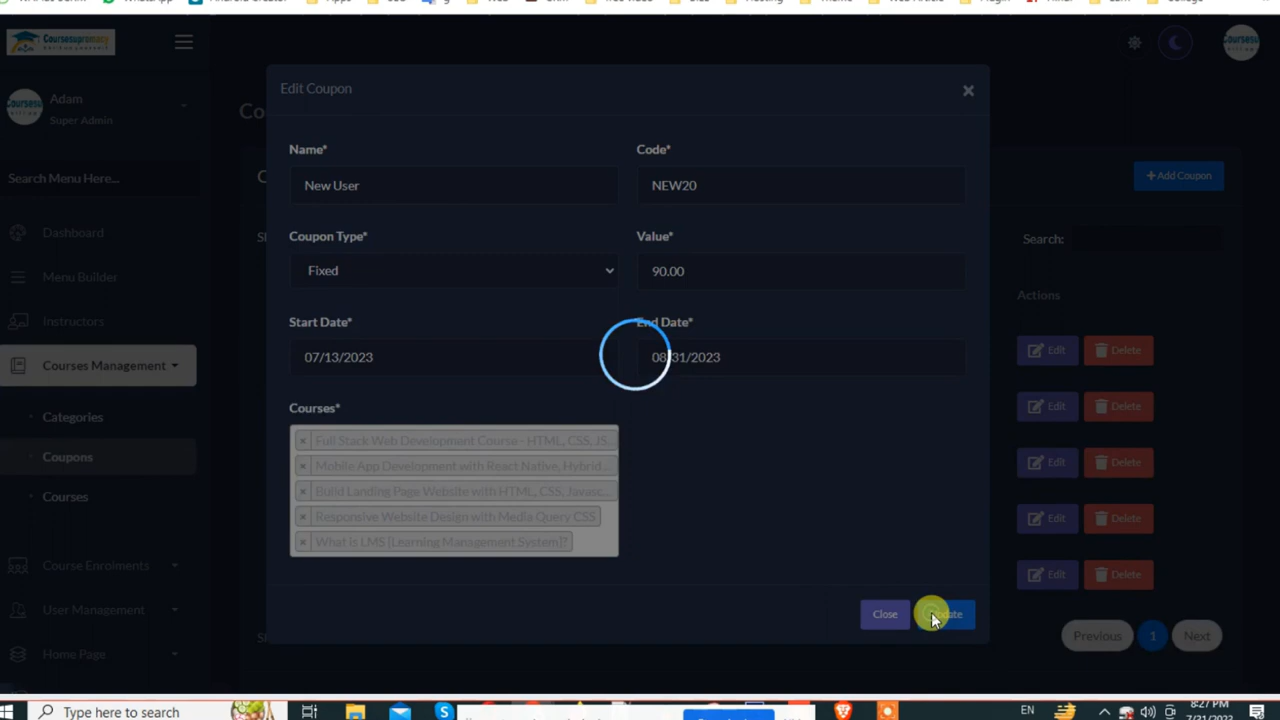 Coursesupremacy
Edit Coupon
Adam
Super Admin
Co
Name*
Code*
Search Menu Here...
New User
NEW20
+Add Coupon
Dashboard
Coupon Type*
Value*
Search:
Menu Builder
Fixed
90.00
Actions
Instructors
Start Date*
End Date*
Edit
Delete
Courses Management
07/13/2023
08/31/2023
Categories
Courses*
Edit
Delete
Full Stack Web Development Course - HTML, CSS, JS...
Coupons
Mobile App Development with React Native, Hybrid...
Edit
Delete
Build Landing Page Website with HTML, CSS, Javasc...
Courses
Responsive Website Design with Media Query CSS
Edit
Delete
What is LMS [Learning Management System]?
Course Enrolments
Edit
Delete
User Management
Close
Update
Previous
1
Next
Home Page
Type here to search
EN
8:27 PM
7/31/2023